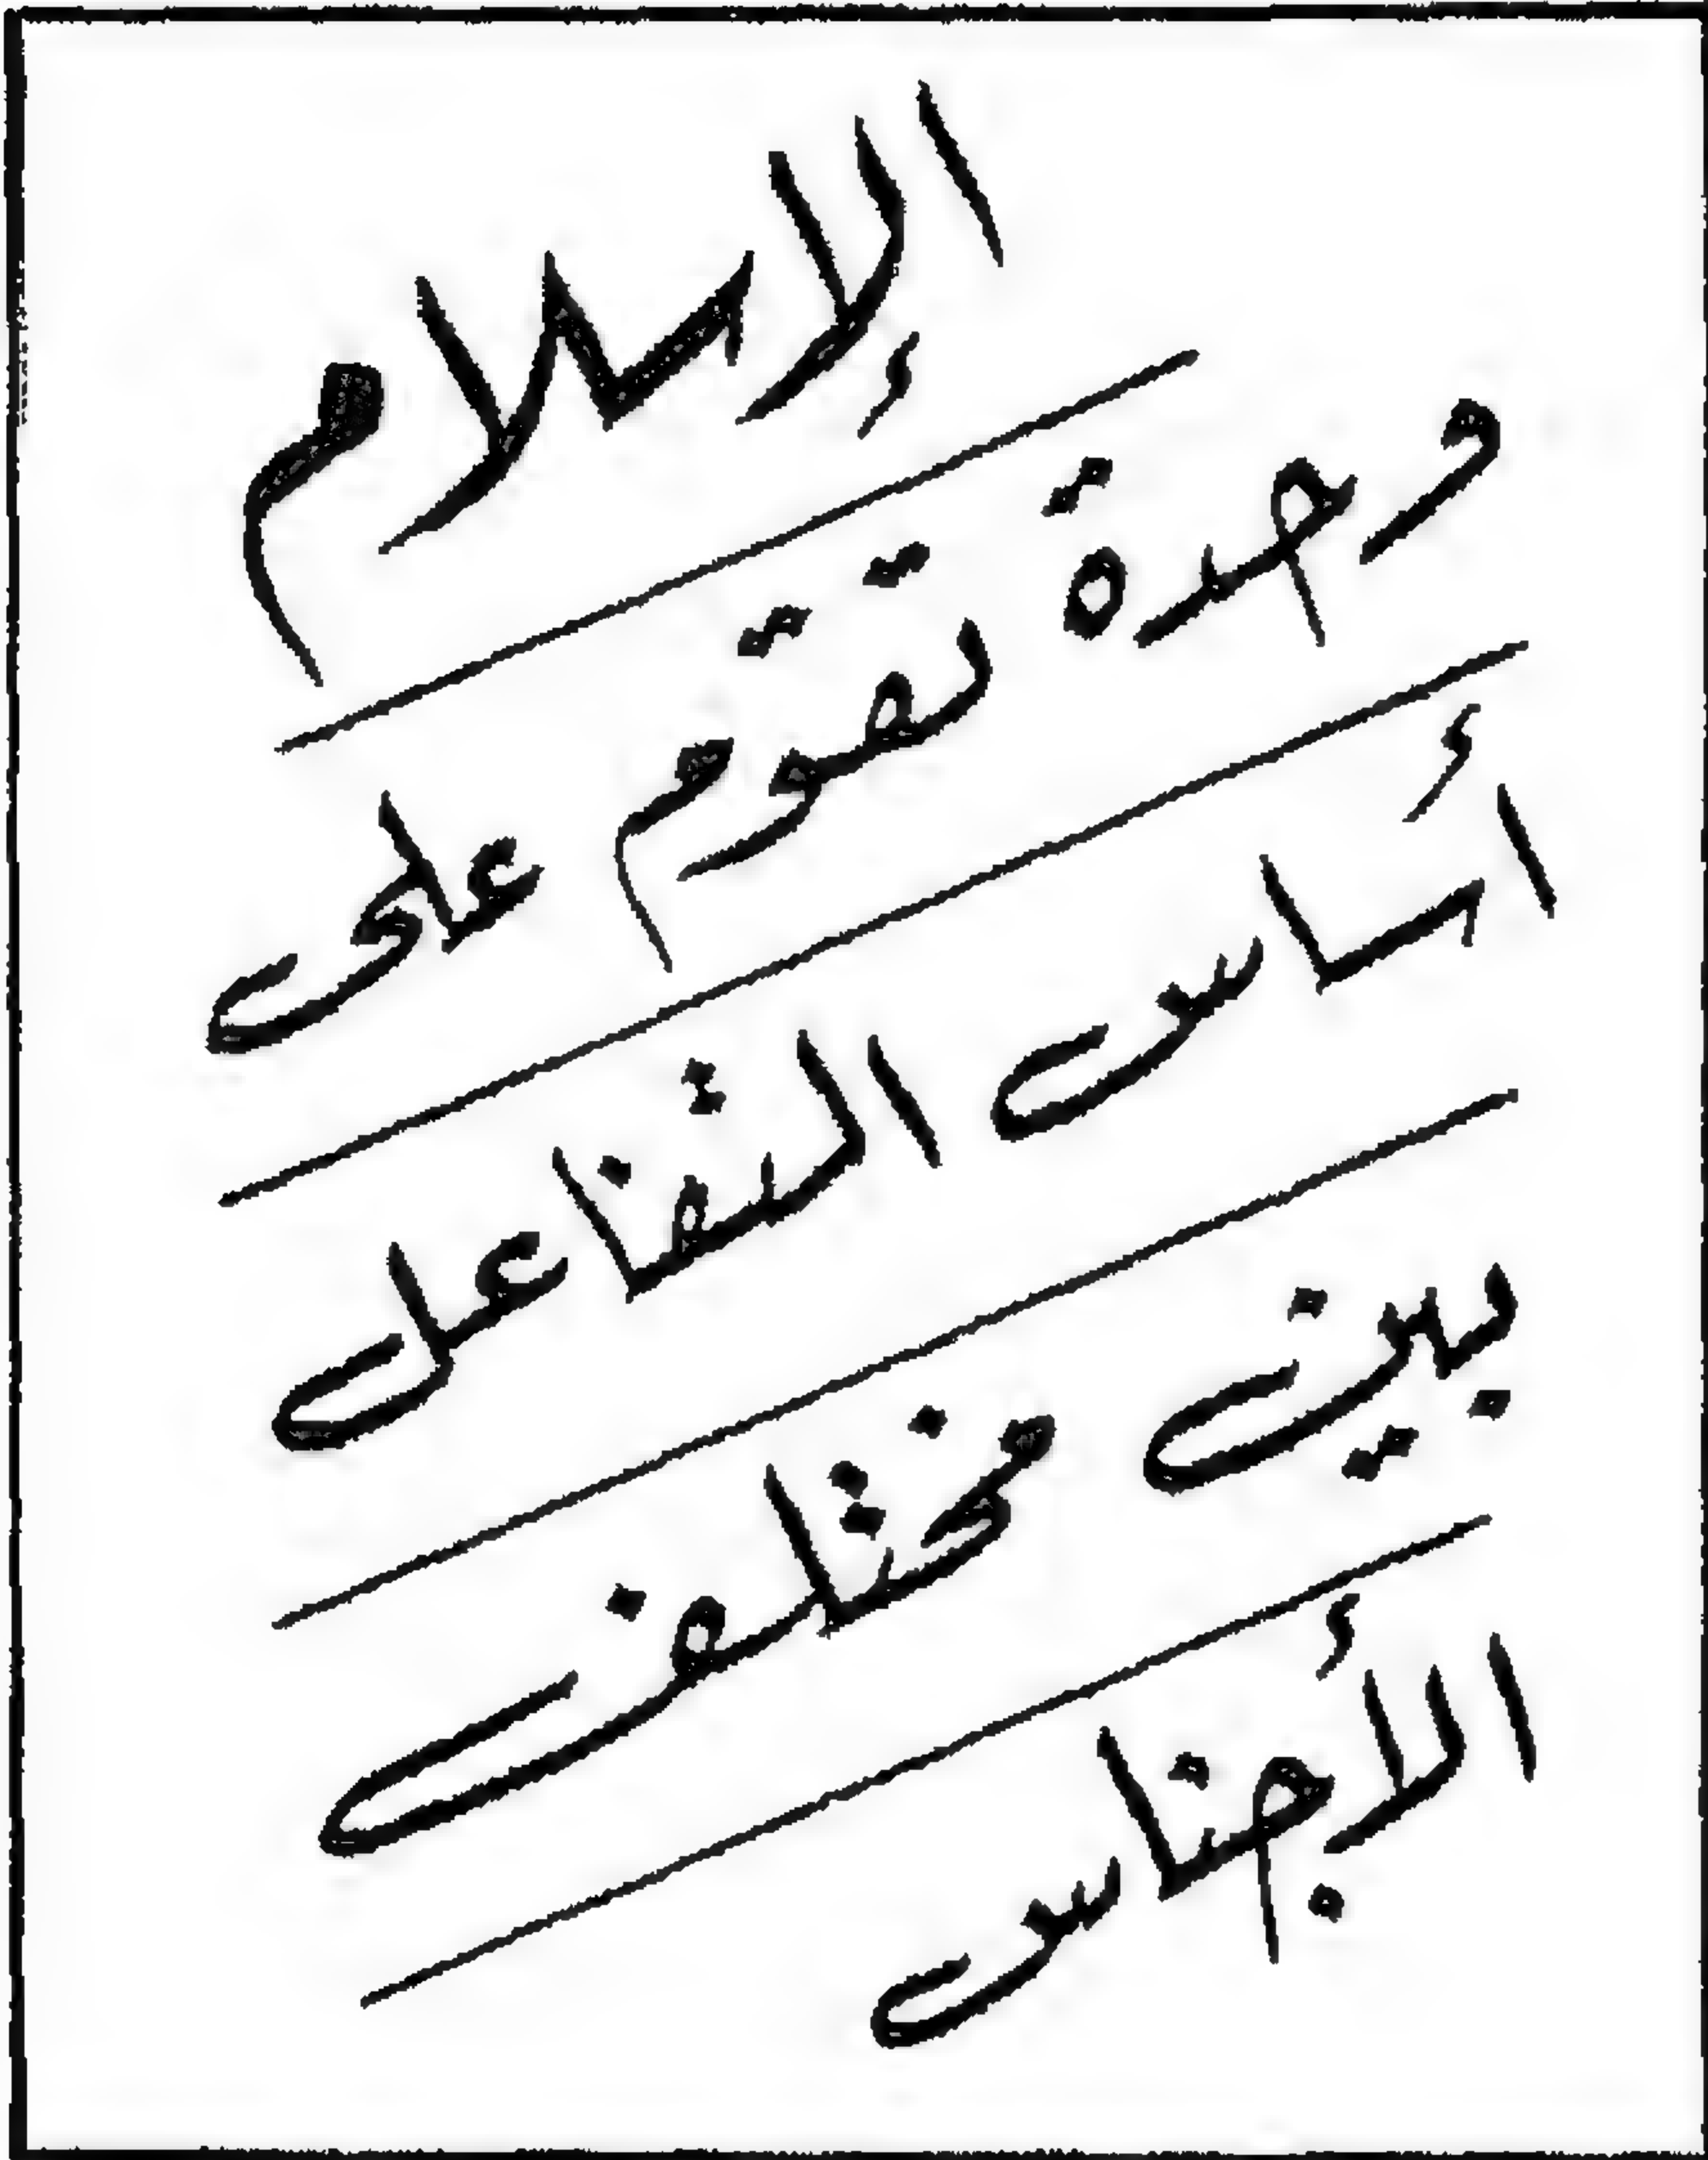 الإسلام
وحدة تقوم على
أساس التفاعل
بين مختلف
الأجناس